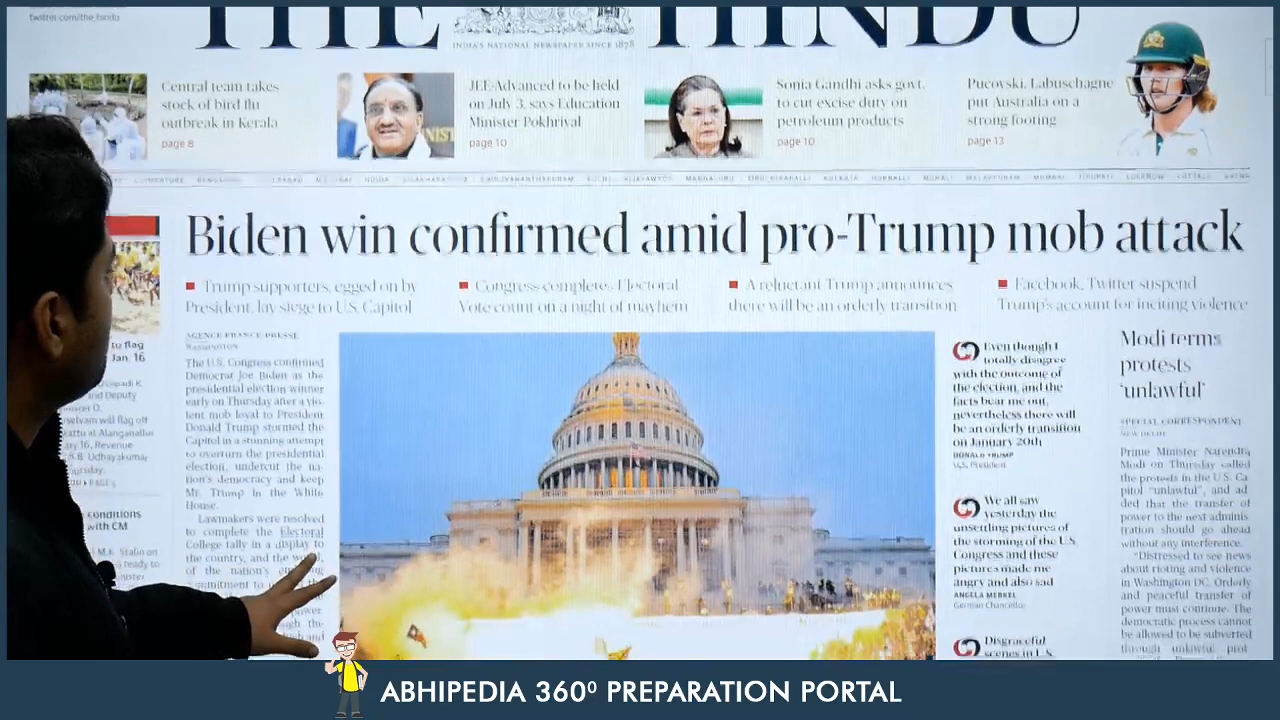 twitter.com/the_hindu
THE HINDU
INDIA'S NATIONAL NEWSPAPER SINCE 1878
Central team takes
stock of bird flu
outbreak in Kerala
page 8
JEE-Advanced to be held
on July 3, says Education
Minister Pokhriyal
page 10
Sonia Gandhi asks govt.
to cut excise duty on
petroleum products
page 10
Pucovski, Labuschagne
put Australia on a
strong footing
page 13
Biden win confirmed amid pro-Trump mob attack
Trump supporters, egged on by
President, lay siege to U.S. Capitol
Congress completes Electoral
Vote count on a night of mayhem
A reluctant Trump announces
there will be an orderly transition
Facebook, Twitter suspend
Trump's account for inciting violence
to flag
Jan. 16
and Deputy
will flag off
Revenue
conditions
with CM
M.K. Stalin on
ready to
AGENCE FRANCE-PRESSE
WASHINGTON
The U.S. Congress confirmed
Democrat Joe Biden as the
presidential election winner
early on Thursday after a vio-
lent mob loyal to President
Donald Trump stormed the
Capitol in a stunning attempt
to overturn the presidential
election, undercut the na-
tion's democracy and keep
Mr. Trump in the White
House.
Lawmakers were resolved
to complete the Electoral
College tally in a display to
the country, and the
of the nation's
Even though I
totally disagree
with the outcome of
the election, and the
facts bear me out,
nevertheless there will
be an orderly transition
on January 20th
DONALD TRUMP
U.S. President
We all saw
yesterday the
unsettling pictures of
the storming of the U.S.
Congress and these
pictures made me
angry and also sad
ANGELA MERKEL
German Chancellor
Disgraceful
scenes in U.S.
Modi terms
protests
'unlawful'
SPECIAL CORRESPONDENT
NEW DELHI
Prime Minister Narendra
Modi on Thursday called
the protests in the U.S. Ca
pitol "unlawful", and ad
ded that the transfer of
power to the next adminis-
tration should go ahead
without any interference.
"Distressed to see news
about rioting and violence
in Washington DC. Orderly
and peaceful transfer of
power must continue. The
democratic process cannot
be allowed to be subverted
through unlawful prot
ABHIPEDIA 360⁰ PREPARATION PORTAL